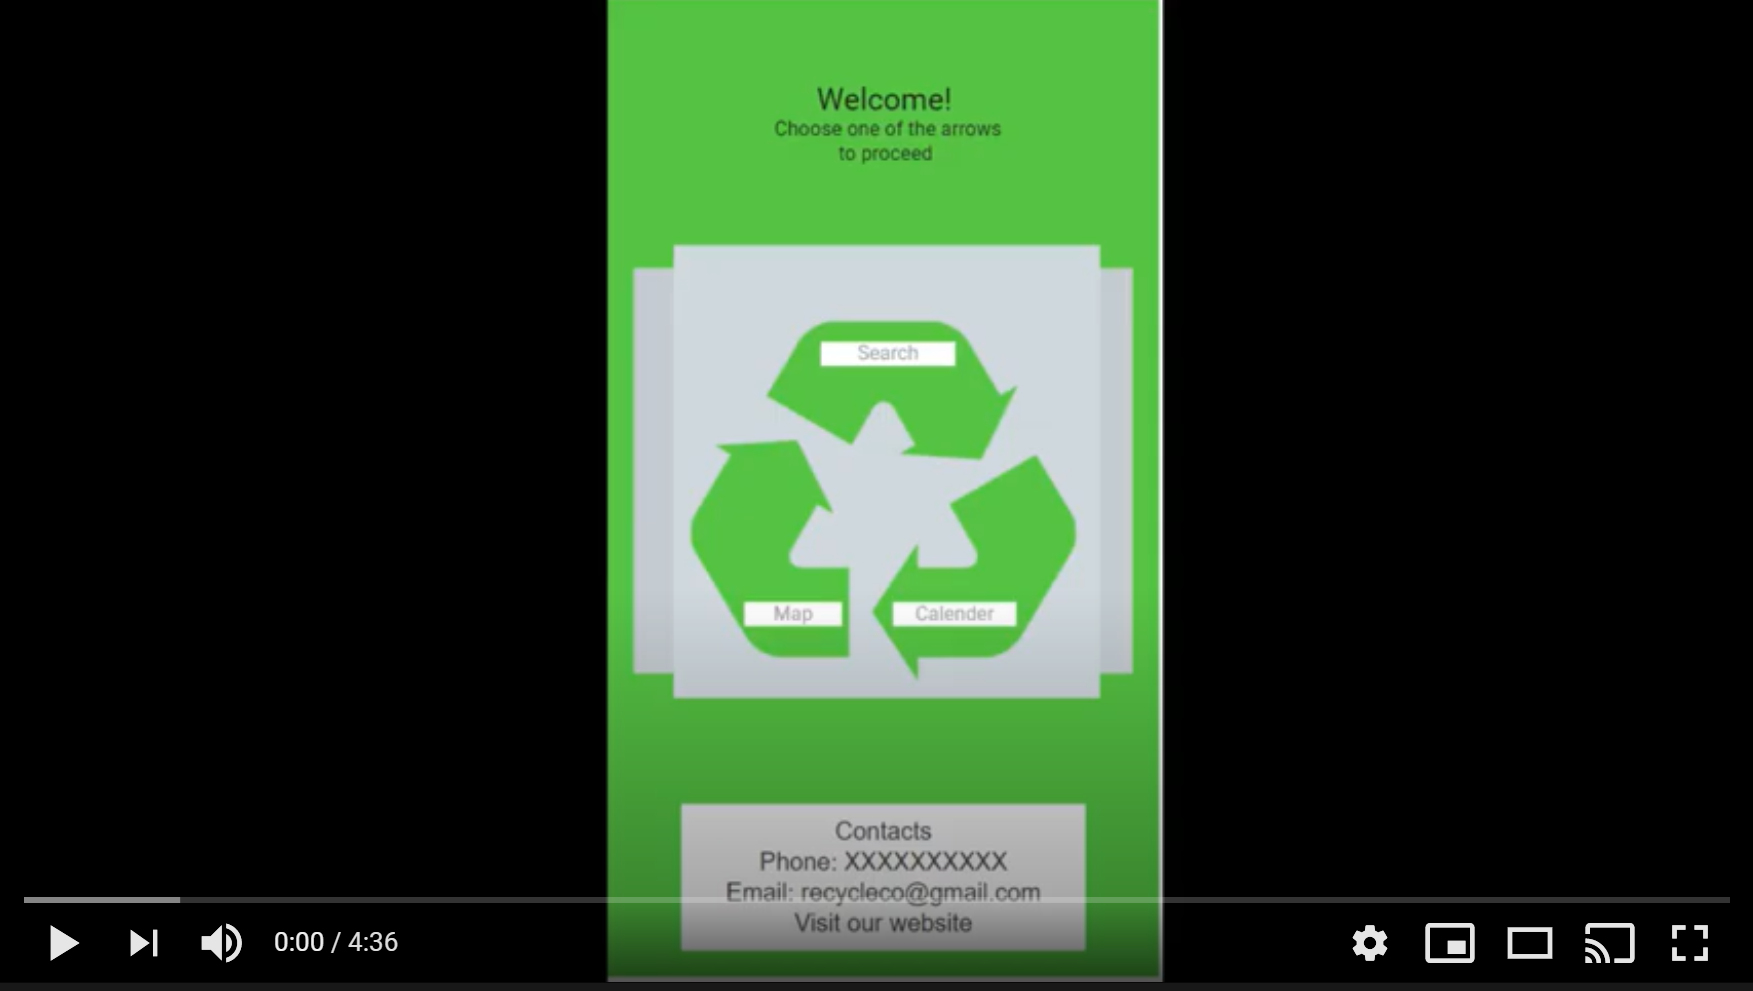 Welcome!
Choose one of the arrows
to proceed
Search
Map
Calender
Contacts
Phone: XXXXXXXXXX
Email: recycleco@gmail.com
Visit our website
0:00 / 4:36